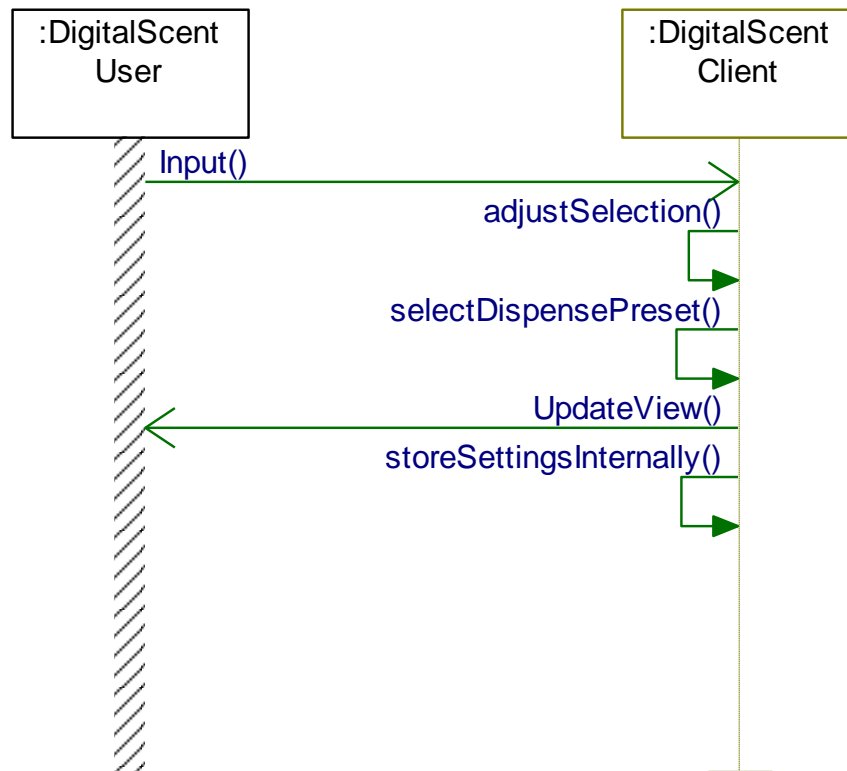 :DigitalScent
User
:DigitalScent
Client
Input()
adjustSelection()
selectDispensePreset()
UpdateView()
storeSettingsInternally()